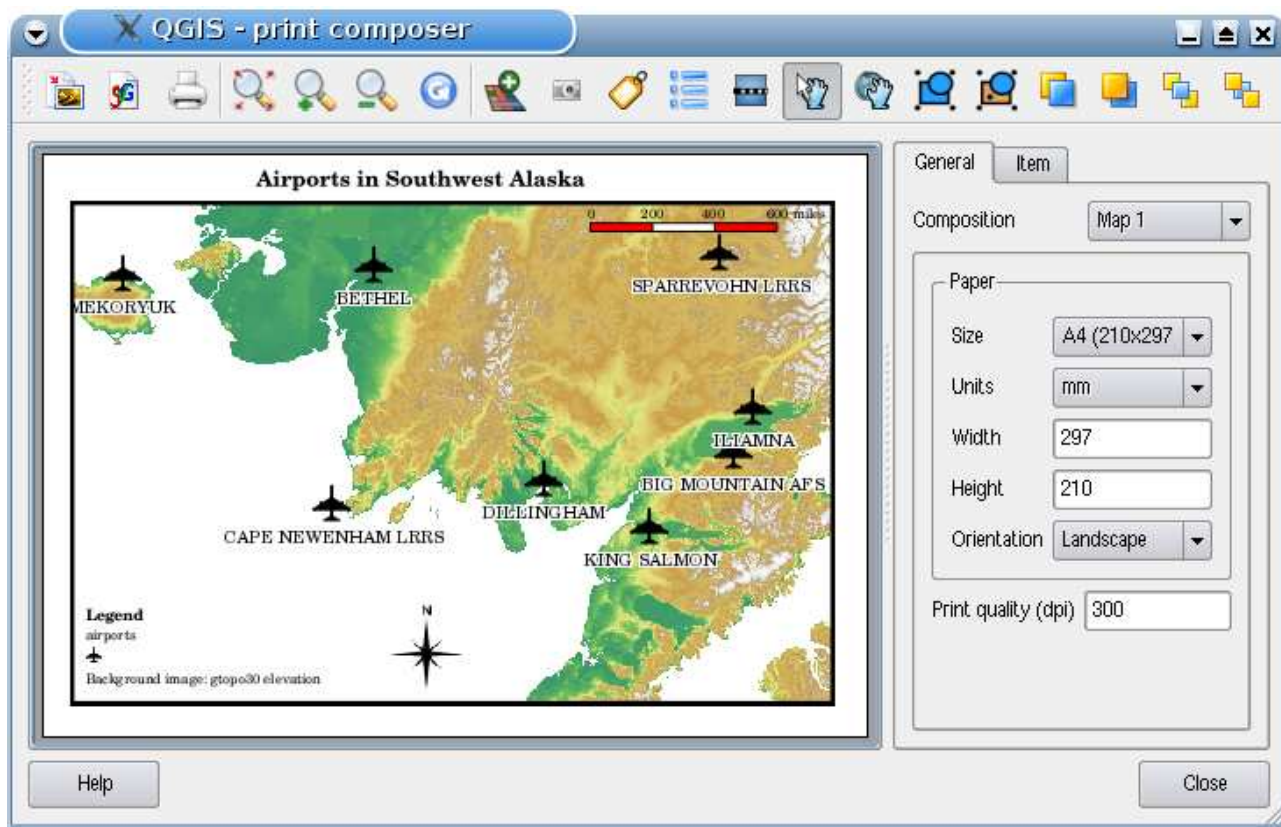 QGIS - print composer
Airports in Southwest Alaska
0 200 400 600 miles
MEKORYUK
BETHEL
SPARREVOHN LRRS
ILIAMNA
BIG MOUNTAIN AFS
DILLINGHAM
CAPE NEWENHAM LRRS
KING SALMON
Legend
airports
Background image: gtopo30 elevation
N
General Item
Composition Map 1
Paper
Size A4 (210x297
Units mm
Width 297
Height 210
Orientation Landscape
Print quality (dpi) 300
Help Close